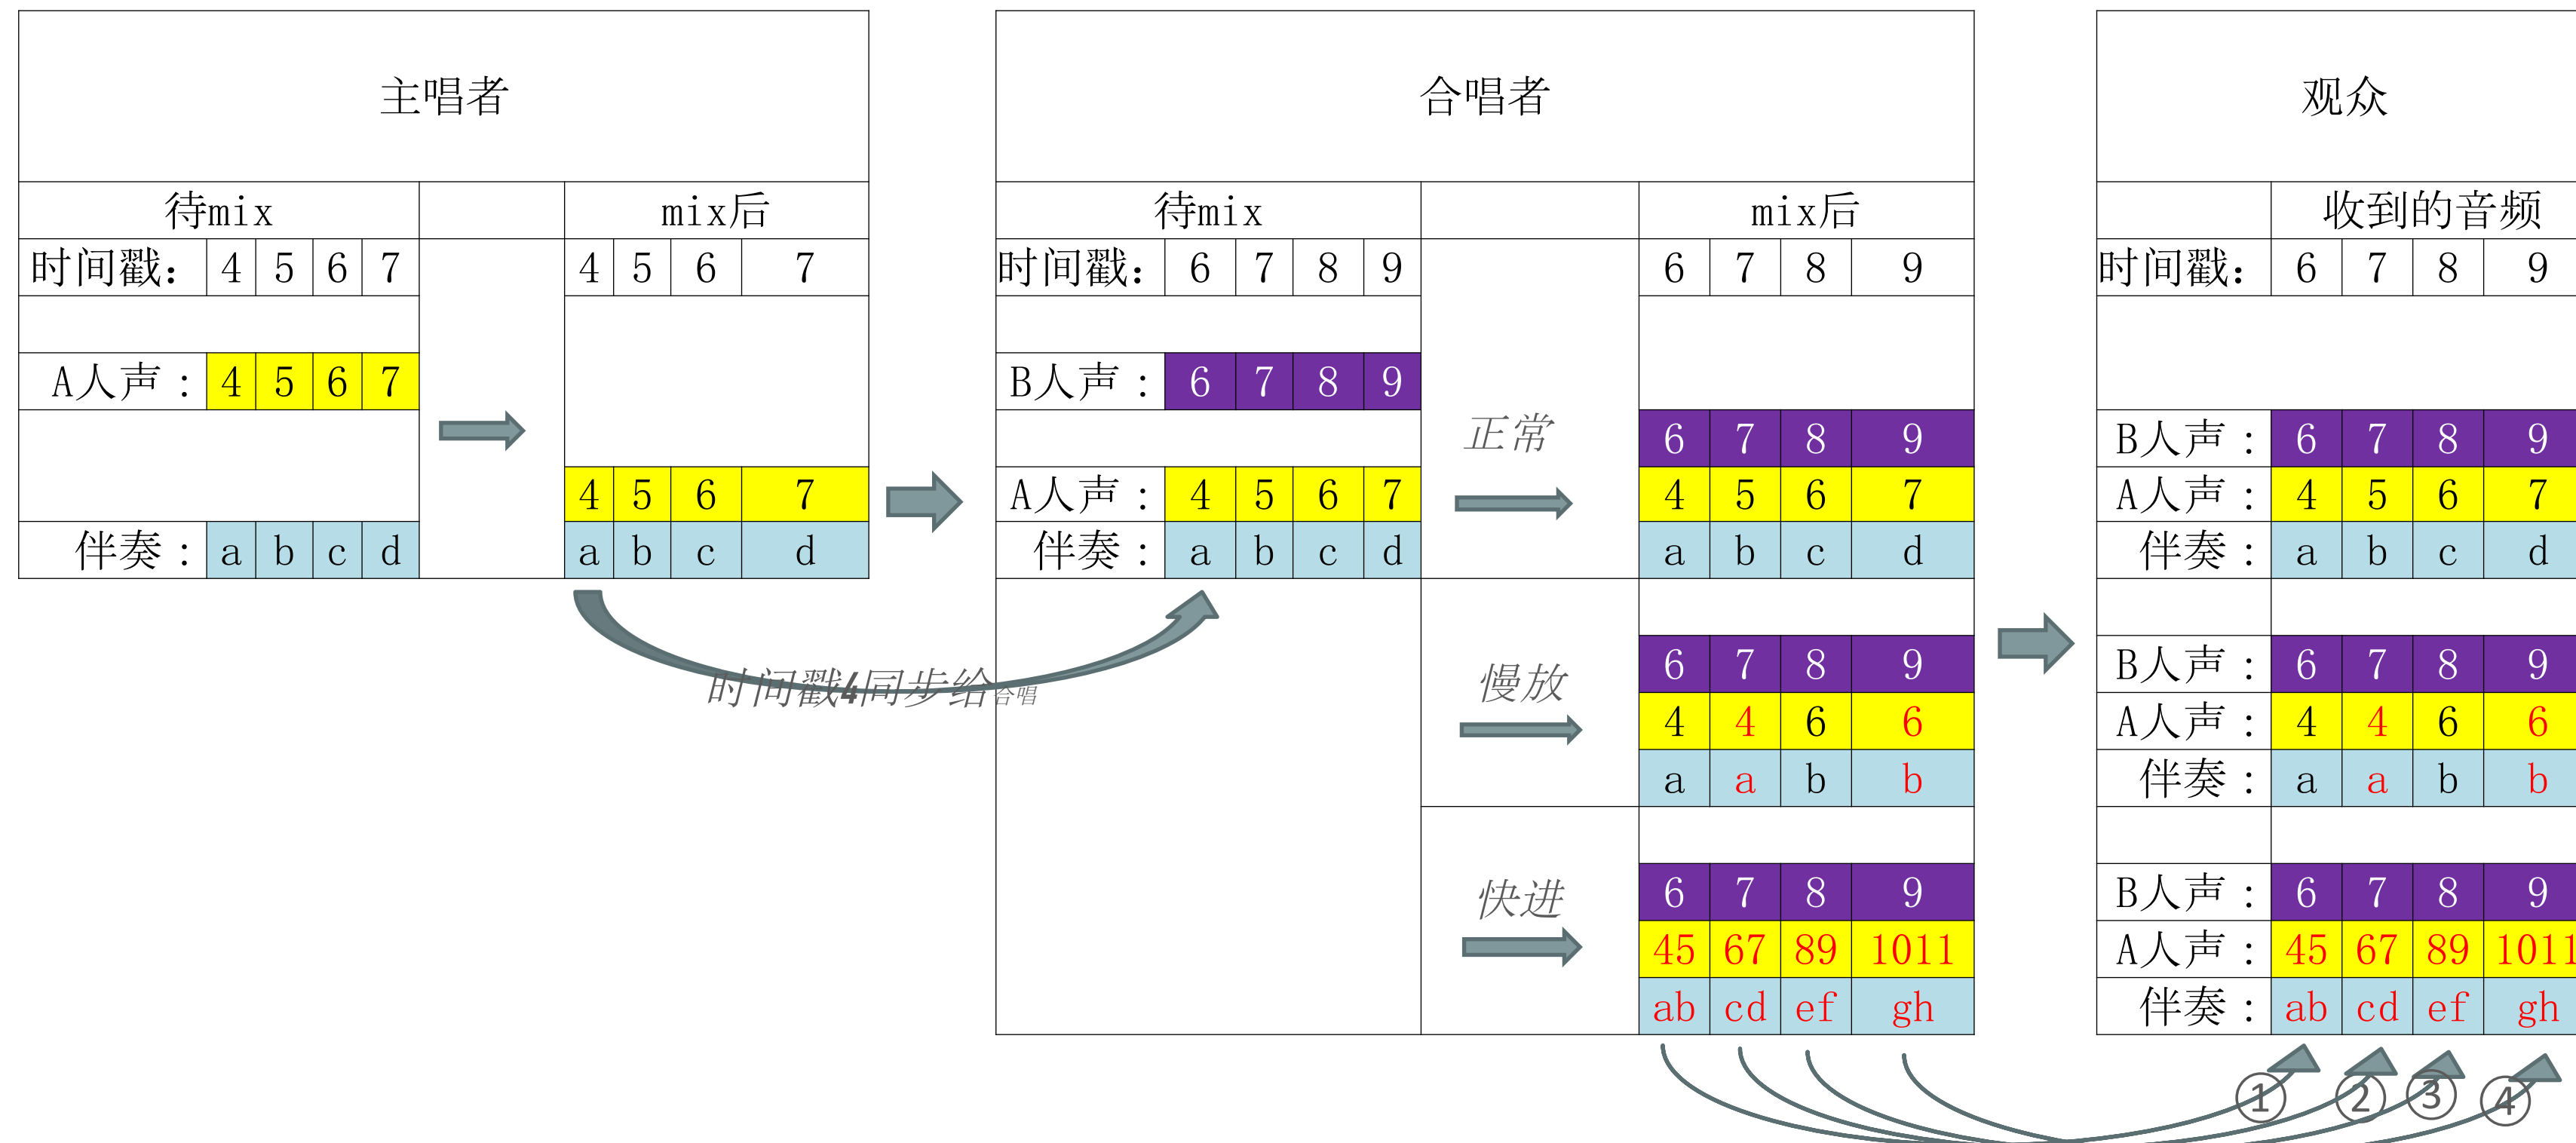 主唱者 合唱者 观众
待mix mix后 待mix mix后 收到的音频
时间戳: 4 5 6 7 4 5 6 7 时间戳: 6 7 8 9 6 7 8 9 时间戳: 6 7 8 9
A人声: 4 5 6 7 B人声: 6 7 8 9
正常 6 7 8 9 B人声: 6 7 8 9
4 5 6 7 A人声: 4 5 6 7 4 5 6 7 A人声: 4 5 6 7
伴奏: a b c d a b c d 伴奏: a b c d a b c d 伴奏: a b c d
时间戳4同步给合唱 慢放 6 7 8 9 B人声: 6 7 8 9
4 4 6 6 A人声: 4 4 6 6
a a b b 伴奏: a a b b
快进 6 7 8 9 B人声: 6 7 8 9
45 67 89 1011 A人声: 45 67 89 1011
ab cd ef gh 伴奏: ab cd ef gh
① ② ③ ④